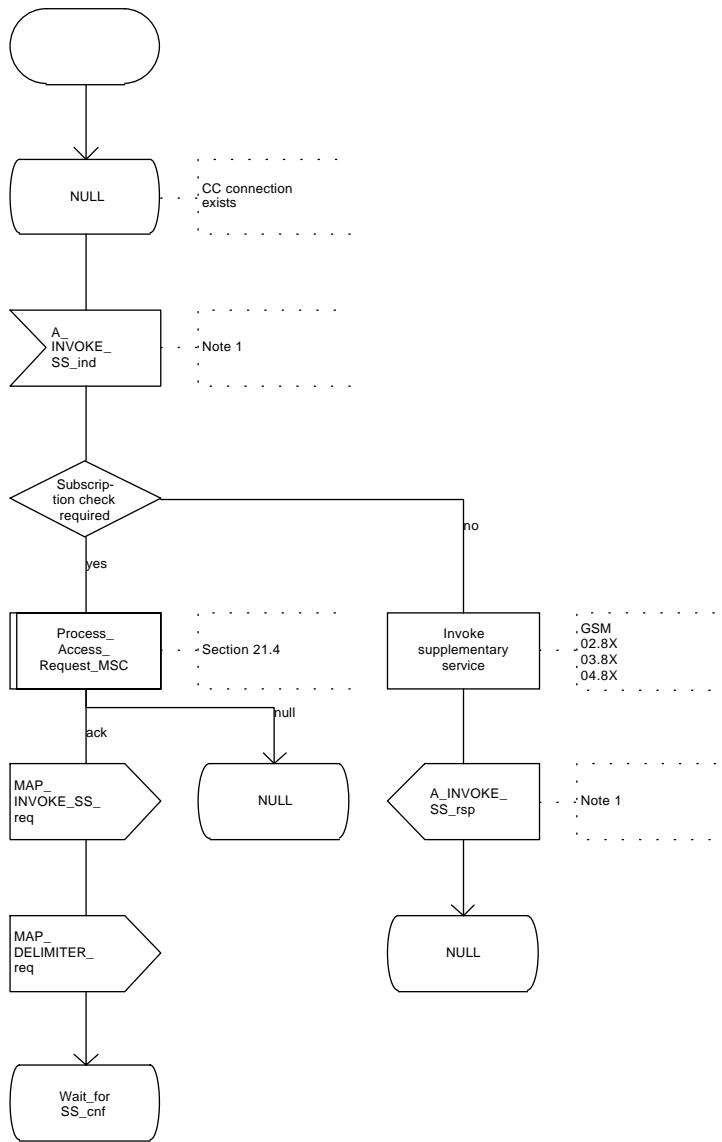 NULL
CC connection
exists
A_
INVOKE_
SS_ind
Note 1
Subscrip-
tion check
required
no
yes
Process_
Access_
Request_MSC
Section 21.4
Invoke
supplementary
service
GSM
02.8X
03.8X
04.8X
null
ack
MAP_
INVOKE_SS_
req
NULL
A_INVOKE_
SS_rsp
Note 1
MAP_
DELIMITER_
req
NULL
Wait_for
SS_cnf